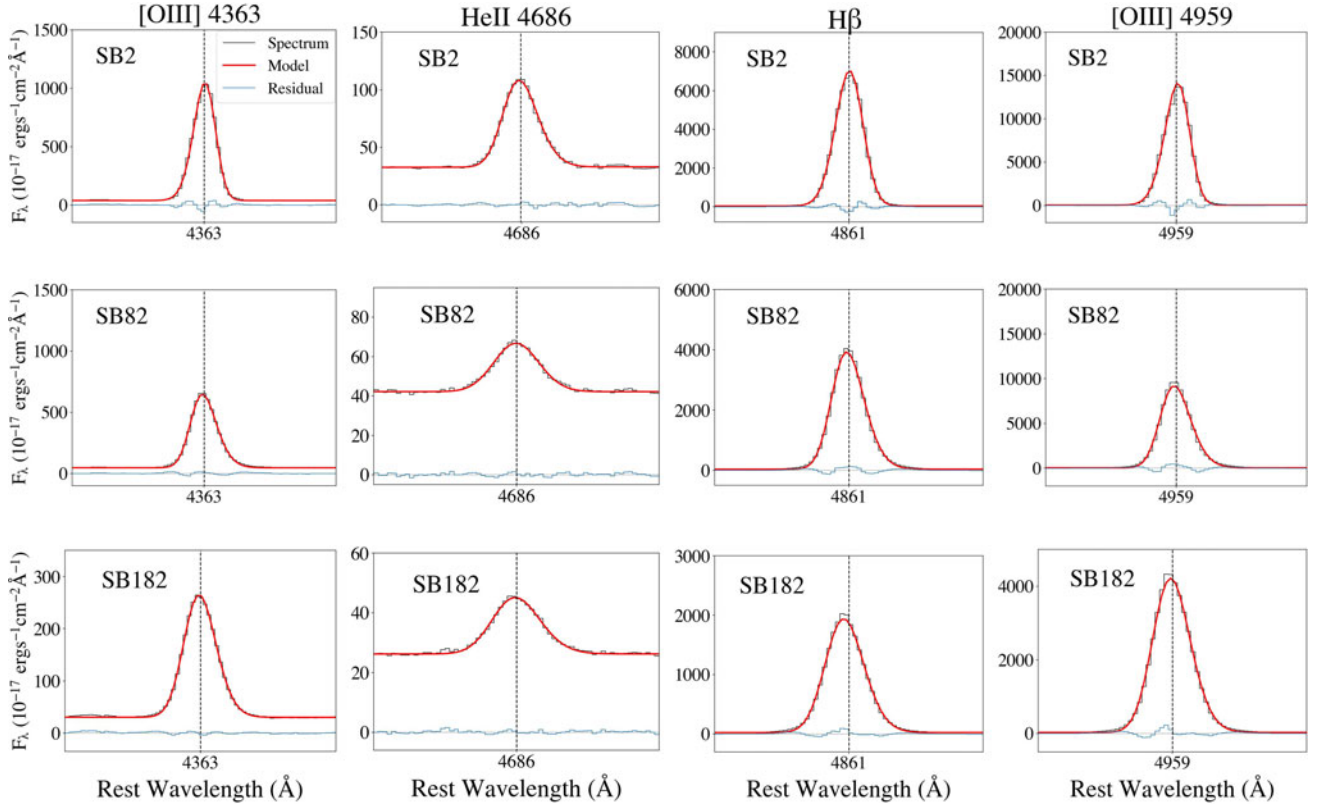 [OIII] 4363
HeII 4686
Hβ
[OIII] 4959
SB2
Spectrum
Model
Residual
1500
1000
500
0
F_λ (10⁻¹⁷ ergs⁻¹cm⁻²Å⁻¹)
4363
SB2
150
100
50
0
4686
SB2
8000
6000
4000
2000
0
4861
SB2
20000
15000
10000
5000
0
4959
SB82
1500
1000
500
0
F_λ (10⁻¹⁷ ergs⁻¹cm⁻²Å⁻¹)
4363
SB82
80
60
40
20
0
4686
SB82
6000
4000
2000
0
4861
SB82
20000
15000
10000
5000
0
4959
SB182
300
200
100
0
F_λ (10⁻¹⁷ ergs⁻¹cm⁻²Å⁻¹)
4363
Rest Wavelength (Å)
SB182
60
40
20
0
4686
Rest Wavelength (Å)
SB182
3000
2000
1000
0
4861
Rest Wavelength (Å)
SB182
4000
2000
0
4959
Rest Wavelength (Å)